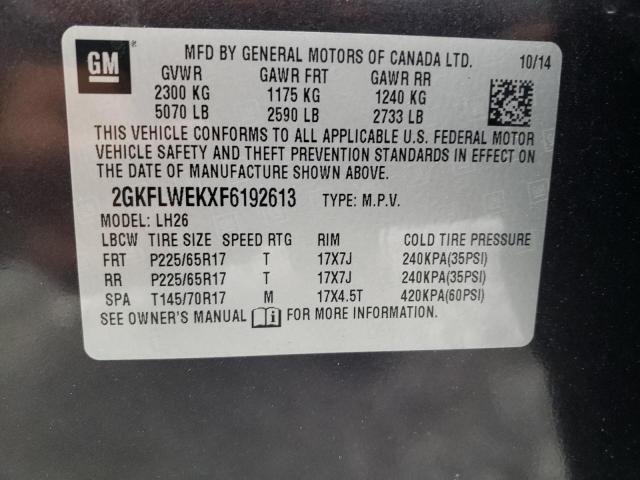 GM
MFD BY GENERAL MOTORS OF CANADA LTD. 10/14
GVWR GAWR FRT GAWR RR
2300 KG 1175 KG 1240 KG
5070 LB 2590 LB 2733 LB
THIS VEHICLE CONFORMS TO ALL APPLICABLE U.S. FEDERAL MOTOR
VEHICLE SAFETY AND THEFT PREVENTION STANDARDS IN EFFECT ON
THE DATE OF MANUFACTURE SHOWN ABOVE.
2GKFLWEKXF6192613 TYPE: M.P.V.
MODEL: LH26
LBCW TIRE SIZE SPEED RTG RIM COLD TIRE PRESSURE
FRT P225/65R17 T 17X7J 240KPA(35PSI)
RR P225/65R17 T 17X7J 240KPA(35PSI)
SPA T145/70R17 M 17X4.5T 420KPA(60PSI)
SEE OWNER'S MANUAL FOR MORE INFORMATION.